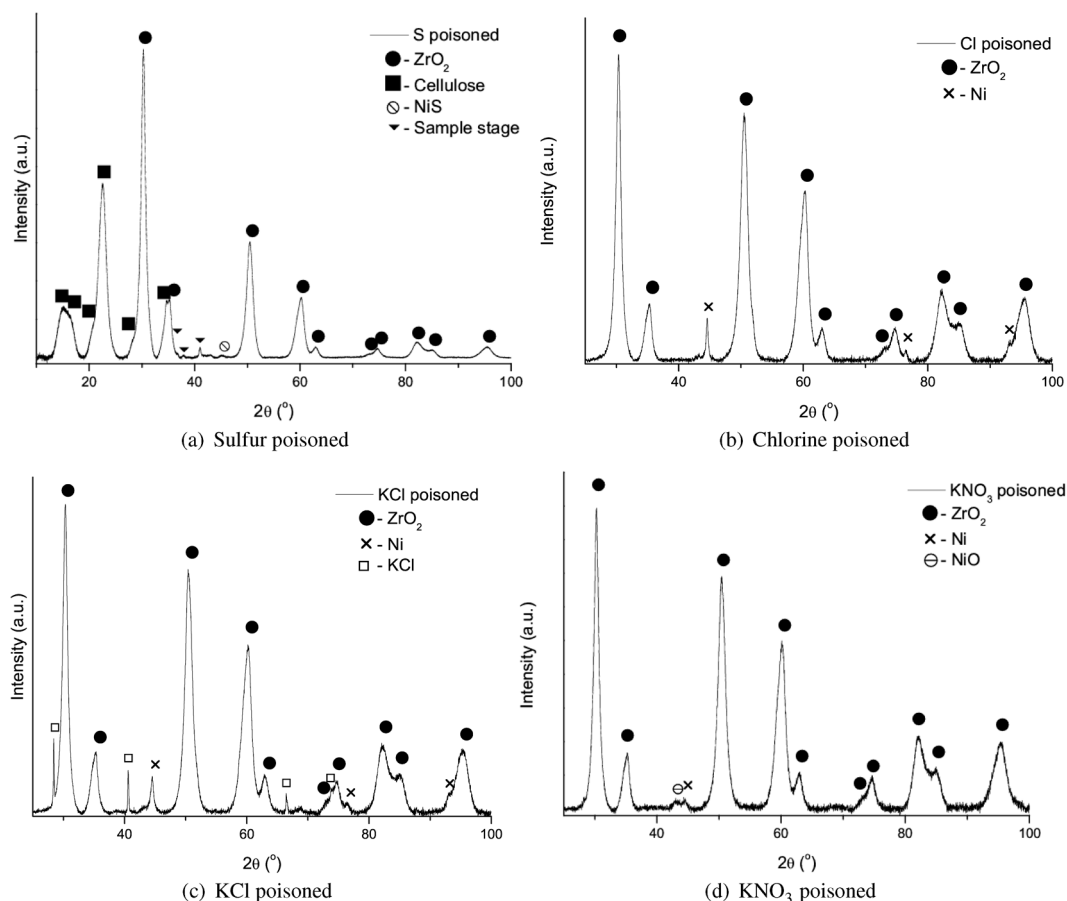 S poisoned
- ZrO₂
- Cellulose
- NiS
- Sample stage
Intensity (a.u.)
20 40 60 80 100
2θ (°)
(a) Sulfur poisoned
Cl poisoned
- ZrO₂
- Ni
Intensity (a.u.)
40 60 80 100
2θ (°)
(b) Chlorine poisoned
KCl poisoned
- ZrO₂
- Ni
- KCl
Intensity (a.u.)
40 60 80 100
2θ (°)
(c) KCl poisoned
KNO₃ poisoned
- ZrO₂
- Ni
- NiO
Intensity (a.u.)
40 60 80 100
2θ (°)
(d) KNO₃ poisoned